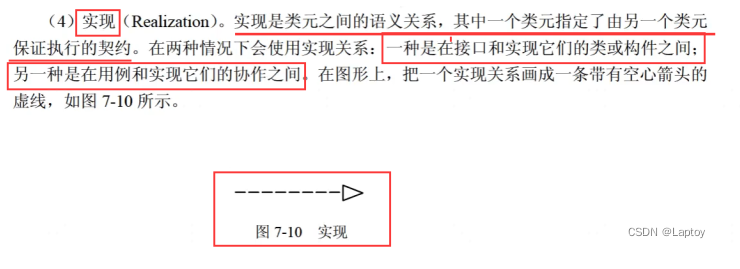 （4）实现（Realization）。实现是类元之间的语义关系，其中一个类元指定了由另一个类元
保证执行的契约。在两种情况下会使用实现关系：一种是在接口和实现它们的类或构件之间；
另一种是在用例和实现它们的协作之间。在图形上，把一个实现关系画成一条带有空心箭头的
虚线，如图 7-10 所示。
图 7-10　实现
CSDN @Laptoy